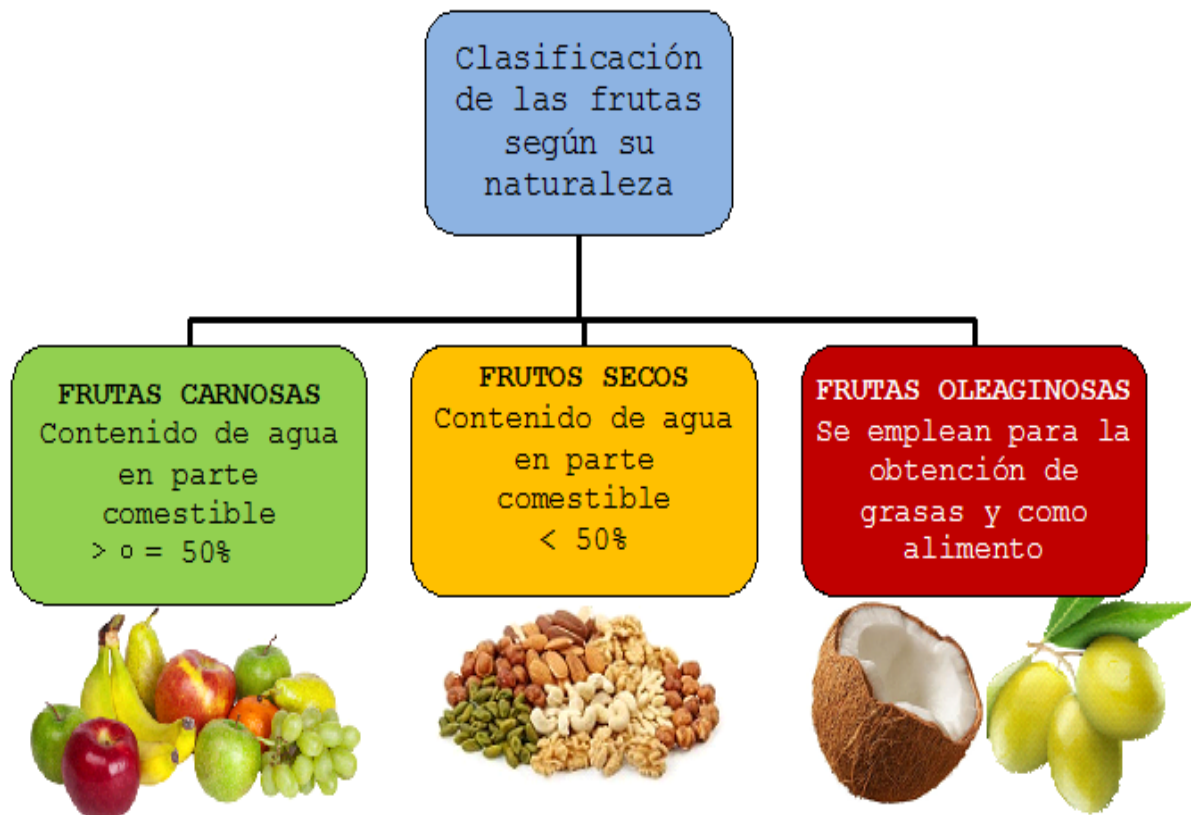 Clasificación
de las frutas
según su
naturaleza
FRUTAS CARNOSAS
Contenido de agua
en parte
comestible
> o = 50%
FRUTOS SECOS
Contenido de agua
en parte
comestible
< 50%
FRUTAS OLEAGINOSAS
Se emplean para la
obtención de
grasas y como
alimento